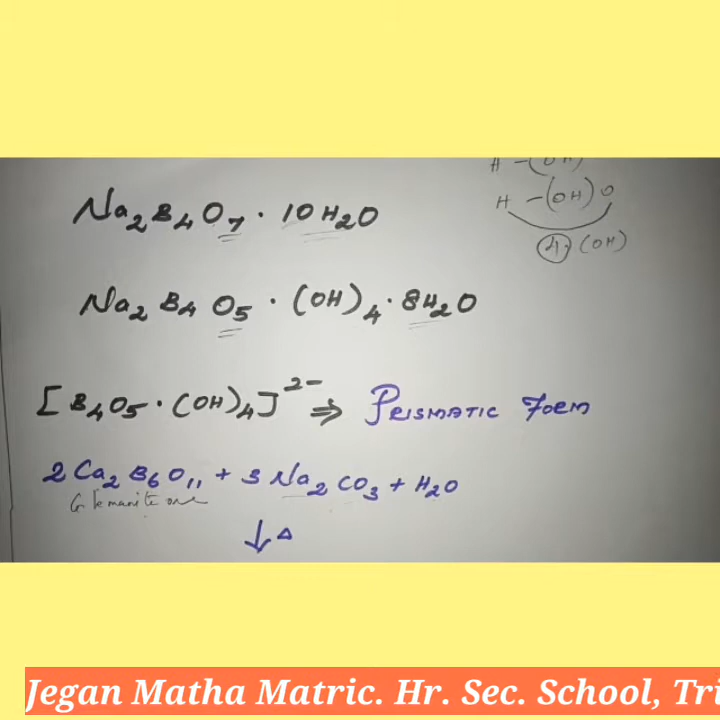 H - (OH)
H - (OH) O
4. (OH)
Na₂B₄O₇ · 10H₂O
Na₂B₄O₅ · (OH)₄ · 8H₂O
[B₄O₅ · (OH)₄]²⁻ ⇒ PRISMATIC FORM
2Ca₂B₆O₁₁ + 3Na₂CO₃ + H₂O
↓ Δ
Jegan Matha Matric. Hr. Sec. School, Tri